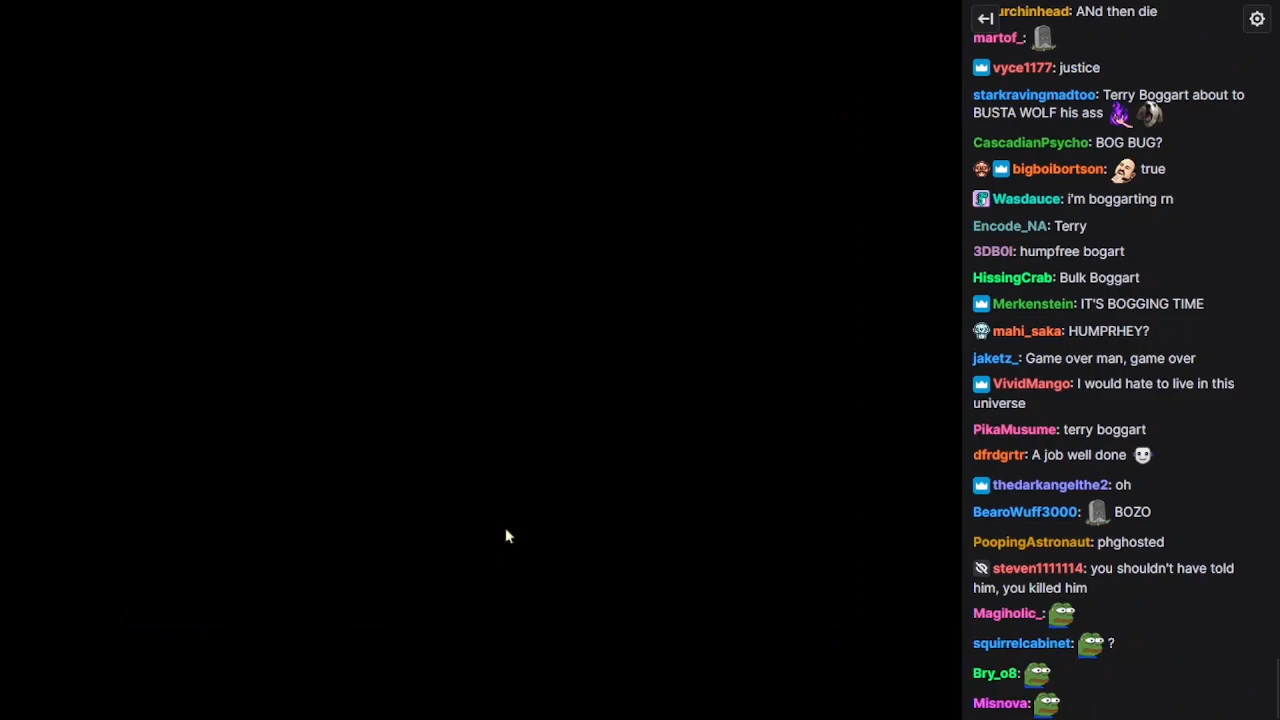 urchinhead: ANd then die
martof_:
vyce1177: justice
starkravingmadtoo: Terry Boggart about to
BUSTA WOLF his ass
CascadianPsycho: BOG BUG?
bigboibortson: true
Wasdauce: i'm boggarting rn
Encode_NA: Terry
3DB0I: humpfree bogart
HissingCrab: Bulk Boggart
Merkenstein: IT'S BOGGING TIME
mahi_saka: HUMPRHEY?
jaketz_: Game over man, game over
VividMango: I would hate to live in this
universe
PikaMusume: terry boggart
dfrdgrtr: A job well done
thedarkangelthe2: oh
BearoWuff3000: BOZO
PoopingAstronaut: phghosted
steven1111114: you shouldn't have told
him, you killed him
Magiholic_:
squirrelcabinet: ?
Bry_o8:
Misnova: